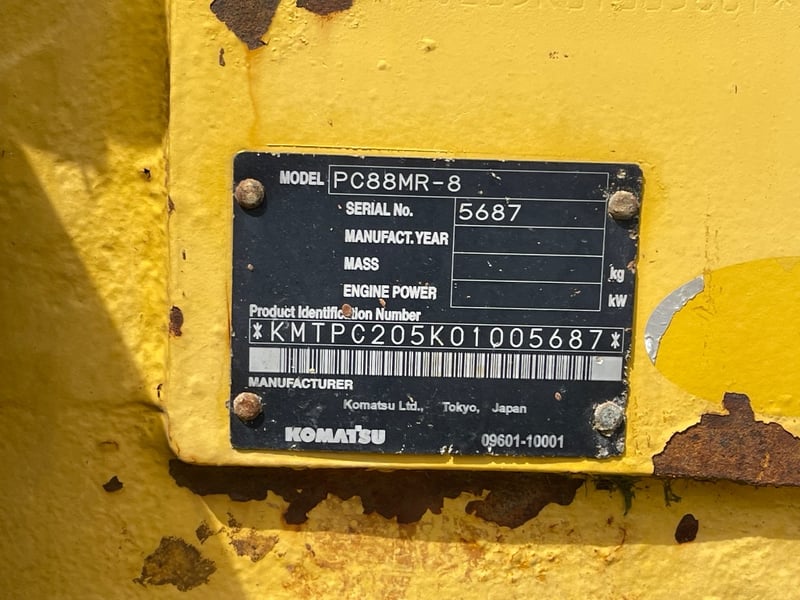 MODEL PC88MR-8
SERIAL No. 5687
MANUFACT. YEAR
MASS kg
ENGINE POWER kW
Product Identification Number
*KMTPC205K01005687*
MANUFACTURER
Komatsu Ltd., Tokyo, Japan
KOMATSU 09601-10001